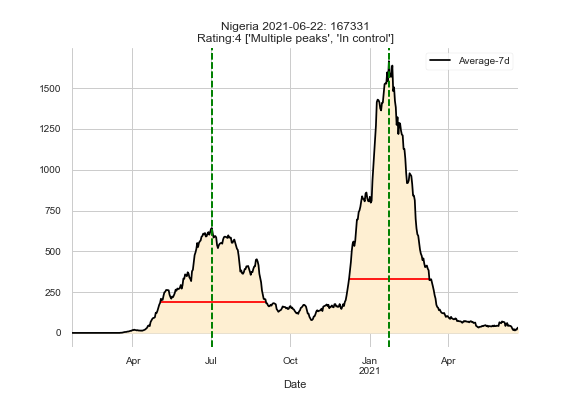 Nigeria 2021-06-22: 167331
Rating:4 ['Multiple peaks', 'In control']
Average-7d
1500
1250
1000
750
500
250
0
Apr
Jul
Oct
Jan
2021
Apr
Date